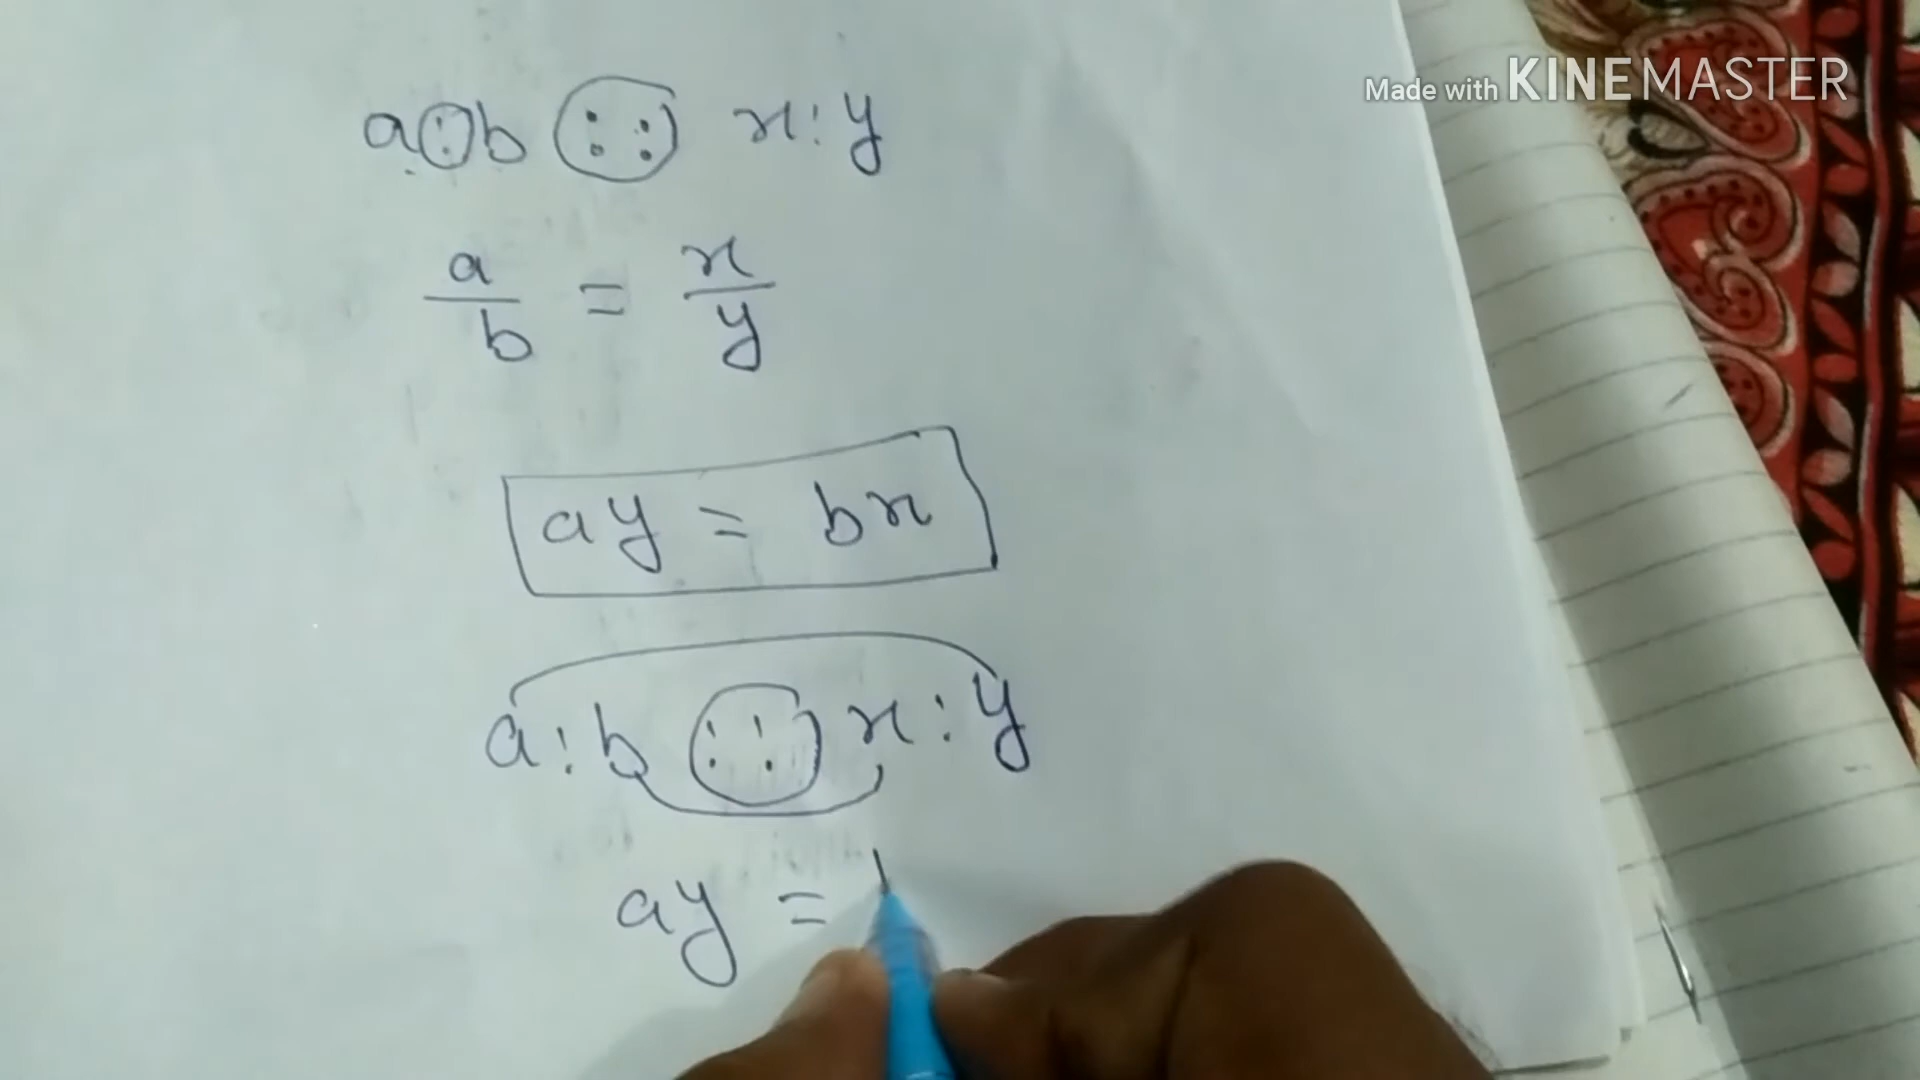 Made with KINEMASTER
a:b :: x:y
a/b = x/y
ay = bx
a:b :: x:y
ay =